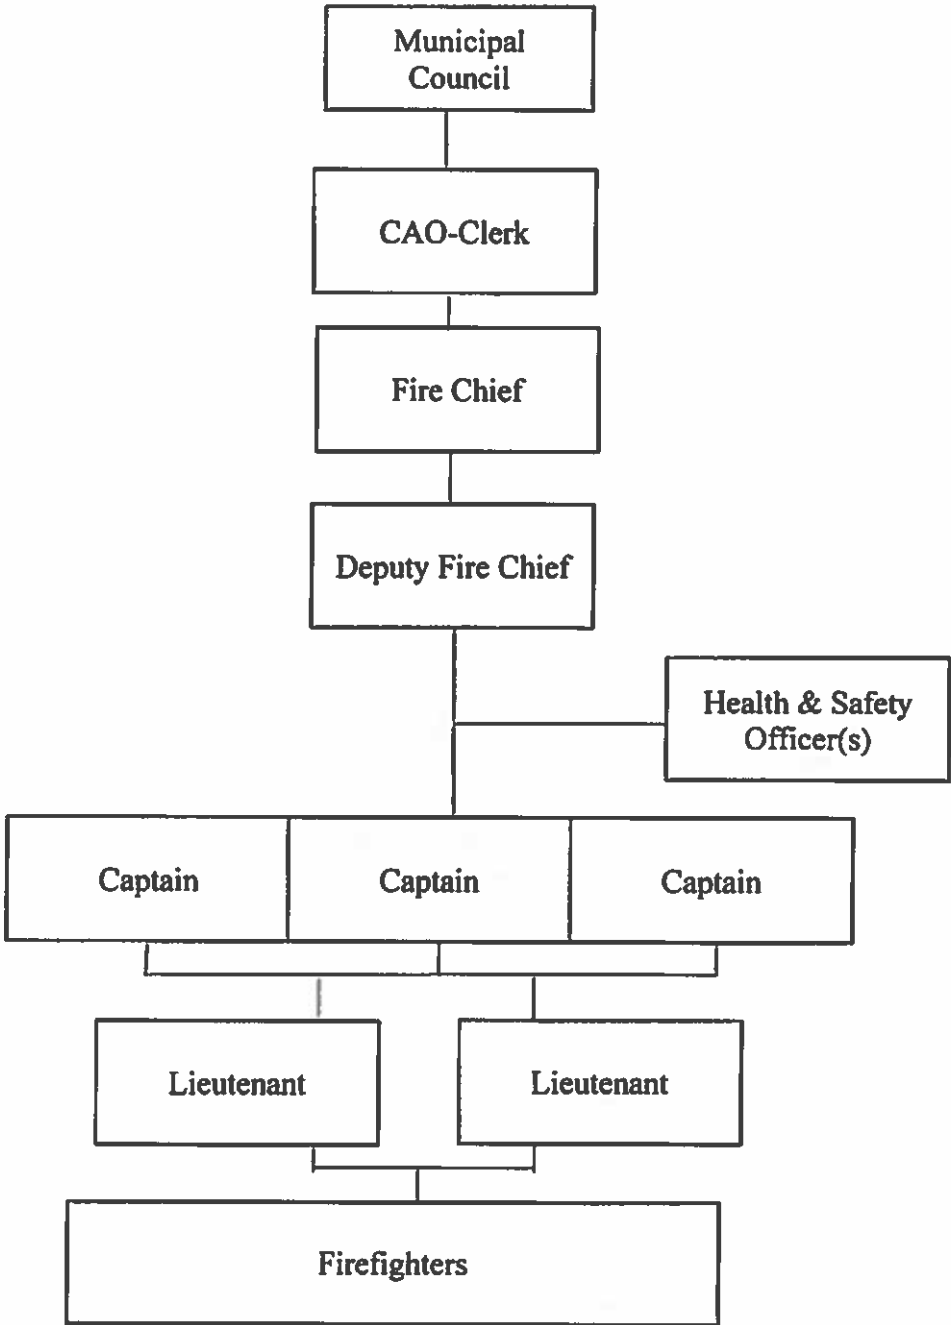 Municipal
Council
CAO-Clerk
Fire Chief
Deputy Fire Chief
Health & Safety
Officer(s)
Captain
Captain
Captain
Lieutenant
Lieutenant
Firefighters